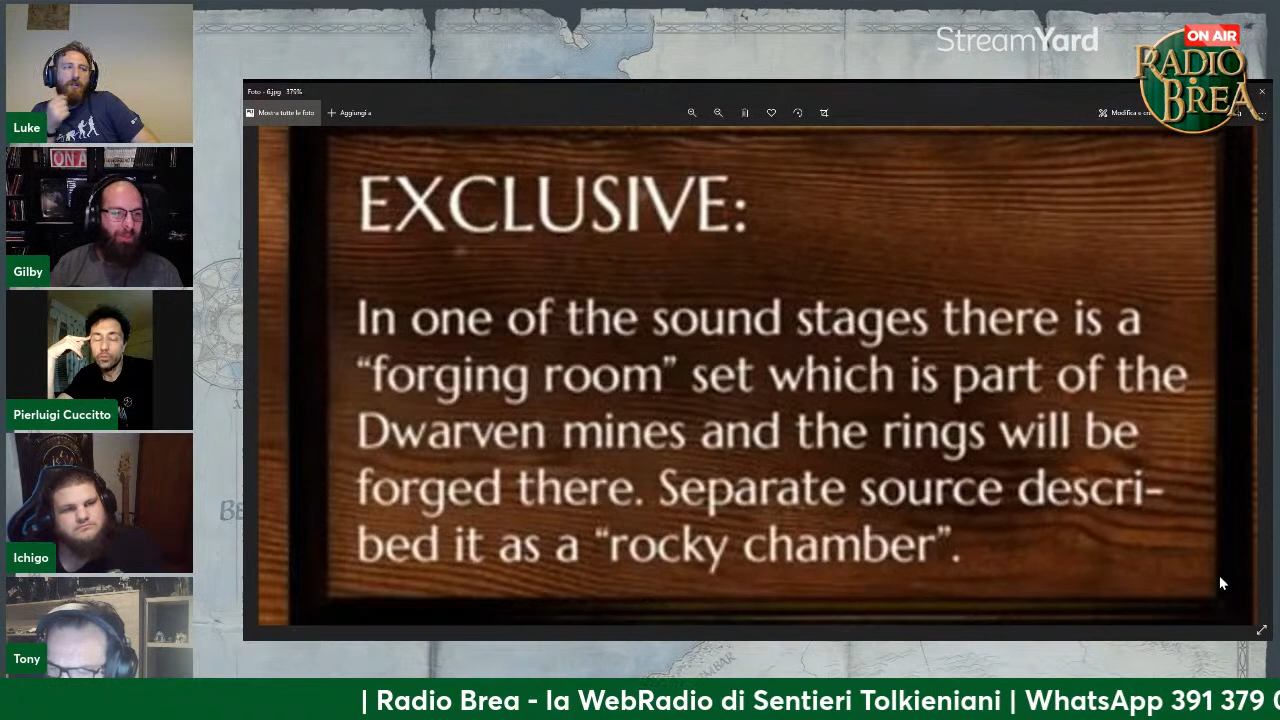 StreamYard
ON AIR
RADIO
BREA
Luke
ON A
Gilby
Pierluigi Cuccitto
Ichigo
Tony
Foto - 6.jpg 379%
Mostra tutte le foto
Aggiungi a
EXCLUSIVE:
In one of the sound stages there is a
“forging room” set which is part of the
Dwarven mines and the rings will be
forged there. Separate source descri-
bed it as a “rocky chamber”.
| Radio Brea - la WebRadio di Sentieri Tolkieniani | WhatsApp 391 379